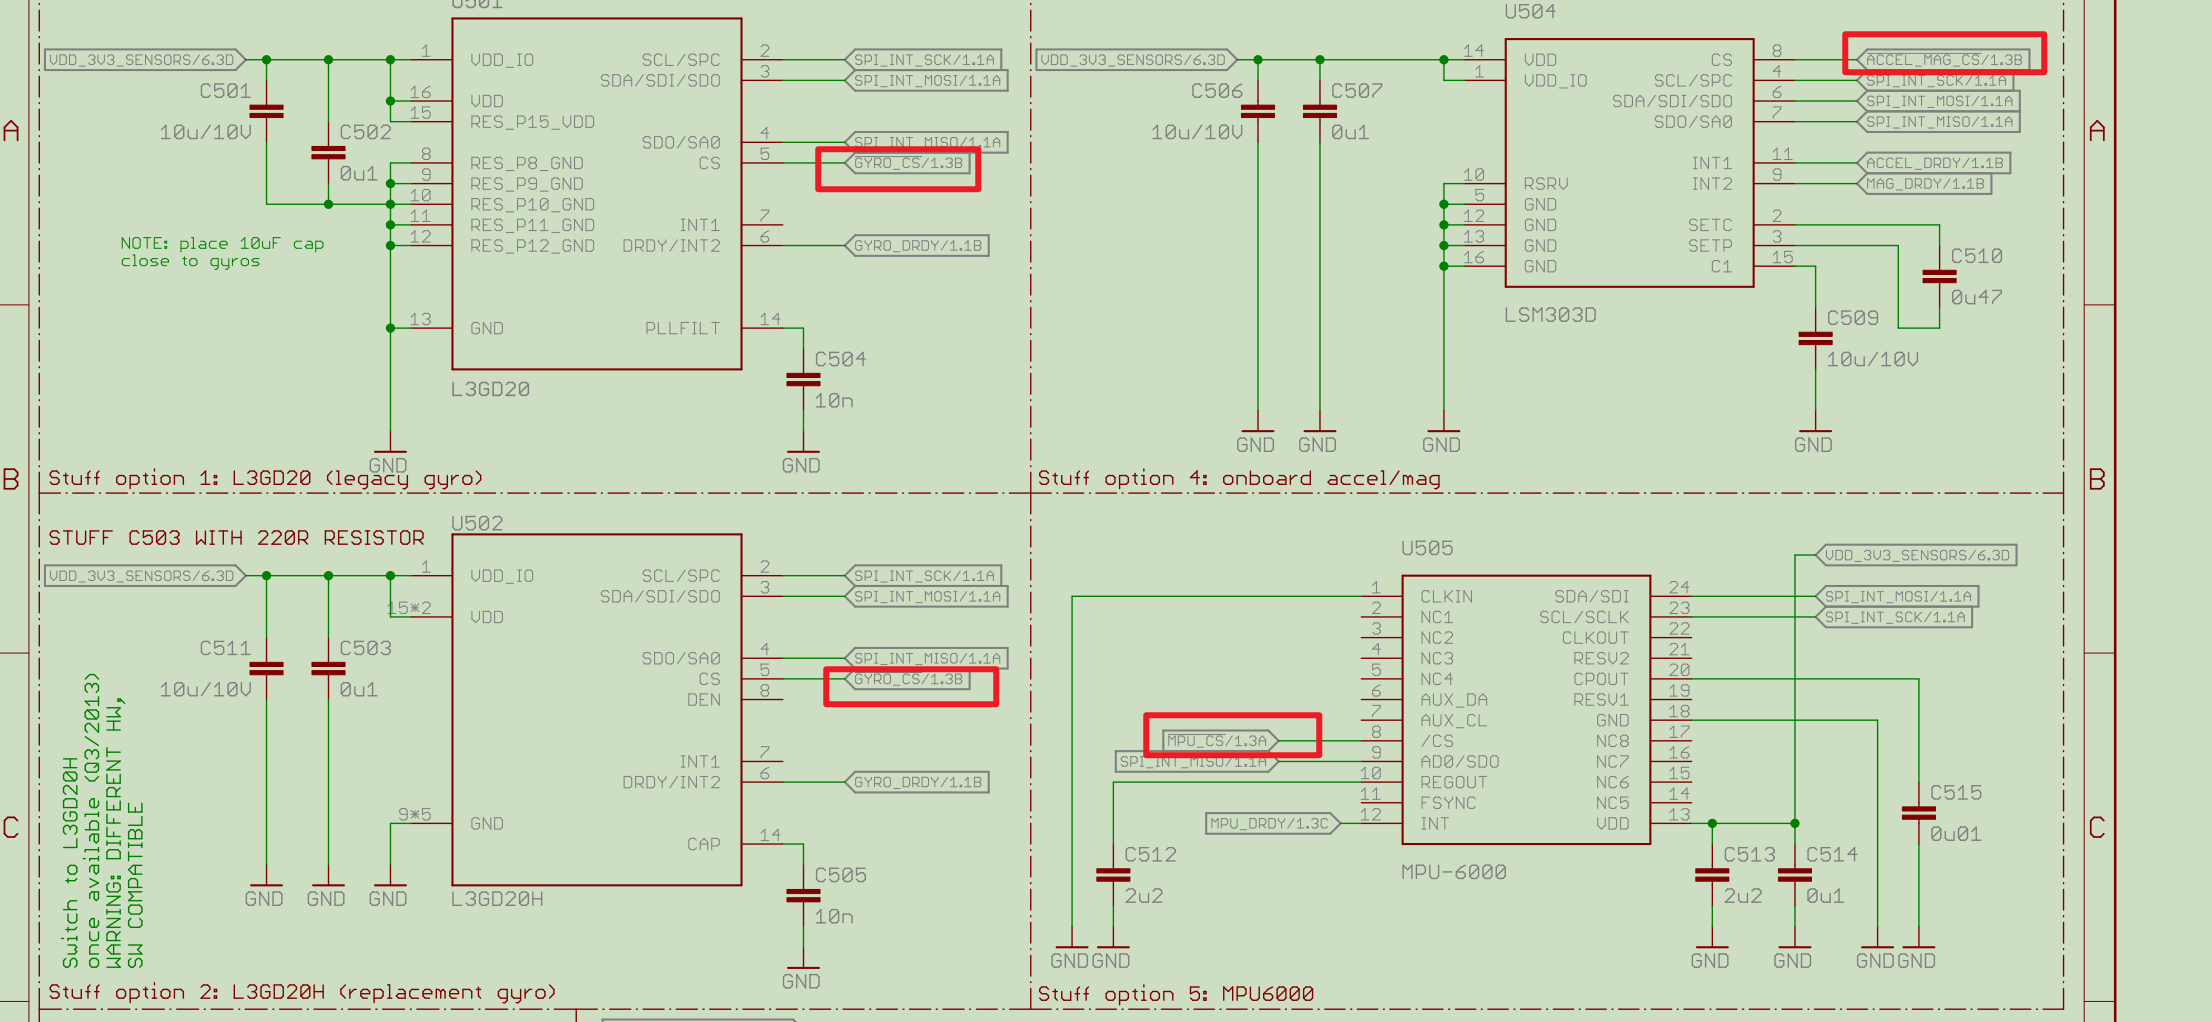 U501
VDD_3V3_SENSORS/6.3D
C501
10u/10V
C502
0u1
1 VDD_IO
16 VDD
15 RES_P15_VDD
8 RES_P8_GND
9 RES_P9_GND
10 RES_P10_GND
11 RES_P11_GND
12 RES_P12_GND
13 GND
SCL/SPC 2 SPI_INT_SCK/1.1A
SDA/SDI/SDO 3 SPI_INT_MOSI/1.1A
SDO/SA0 4 SPI_INT_MISO/1.1A
CS 5 GYRO_CS/1.3B
INT1 7
DRDY/INT2 6 GYRO_DRDY/1.1B
PLLFILT 14
C504
10n
NOTE: place 10uF cap
close to gyros
L3GD20
GND
GND
Stuff option 1: L3GD20 (legacy gyro)
U504
VDD_3V3_SENSORS/6.3D
C506
10u/10V
C507
0u1
14 VDD
1 VDD_IO
10 RSRV
5 GND
12 GND
13 GND
16 GND
CS 8 ACCEL_MAG_CS/1.3B
SCL/SPC 4 SPI_INT_SCK/1.1A
SDA/SDI/SDO 6 SPI_INT_MOSI/1.1A
SDO/SA0 7 SPI_INT_MISO/1.1A
INT1 11 ACCEL_DRDY/1.1B
INT2 9 MAG_DRDY/1.1B
SETC 2
SETP 3
C1 15
C510
0u47
C509
10u/10V
LSM303D
GND
GND
GND
GND
Stuff option 4: onboard accel/mag
STUFF C503 WITH 220R RESISTOR
U502
VDD_3V3_SENSORS/6.3D
C511
10u/10V
C503
0u1
1 VDD_IO
15*2 VDD
9*5 GND
SCL/SPC 2 SPI_INT_SCK/1.1A
SDA/SDI/SDO 3 SPI_INT_MOSI/1.1A
SDO/SA0 4 SPI_INT_MISO/1.1A
CS 5 GYRO_CS/1.3B
DEN 8
INT1 7
DRDY/INT2 6 GYRO_DRDY/1.1B
CAP 14
C505
10n
L3GD20H
GND
GND
GND
GND
Switch to L3GD20H
once available (Q3/2013)
WARNING: DIFFERENT HW,
SW COMPATIBLE
Stuff option 2: L3GD20H (replacement gyro)
U505
VDD_3V3_SENSORS/6.3D
1 CLKIN
2 NC1
3 NC2
4 NC3
5 NC4
6 AUX_DA
7 AUX_CL
MPU_CS/1.3A 8 /CS
SPI_INT_MISO/1.1A 9 AD0/SDO
10 REGOUT
11 FSYNC
MPU_DRDY/1.3C 12 INT
SDA/SDI 24 SPI_INT_MOSI/1.1A
SCL/SCLK 23 SPI_INT_SCK/1.1A
CLKOUT 22
RESV2 21
CPOUT 20
RESV1 19
GND 18
NC8 17
NC7 16
NC6 15
NC5 14
VDD 13
C512
2u2
C513
2u2
C514
0u1
C515
0u01
MPU-6000
GND
GND
GND
GND
GND
GND
Stuff option 5: MPU6000
A
B
C
A
B
C